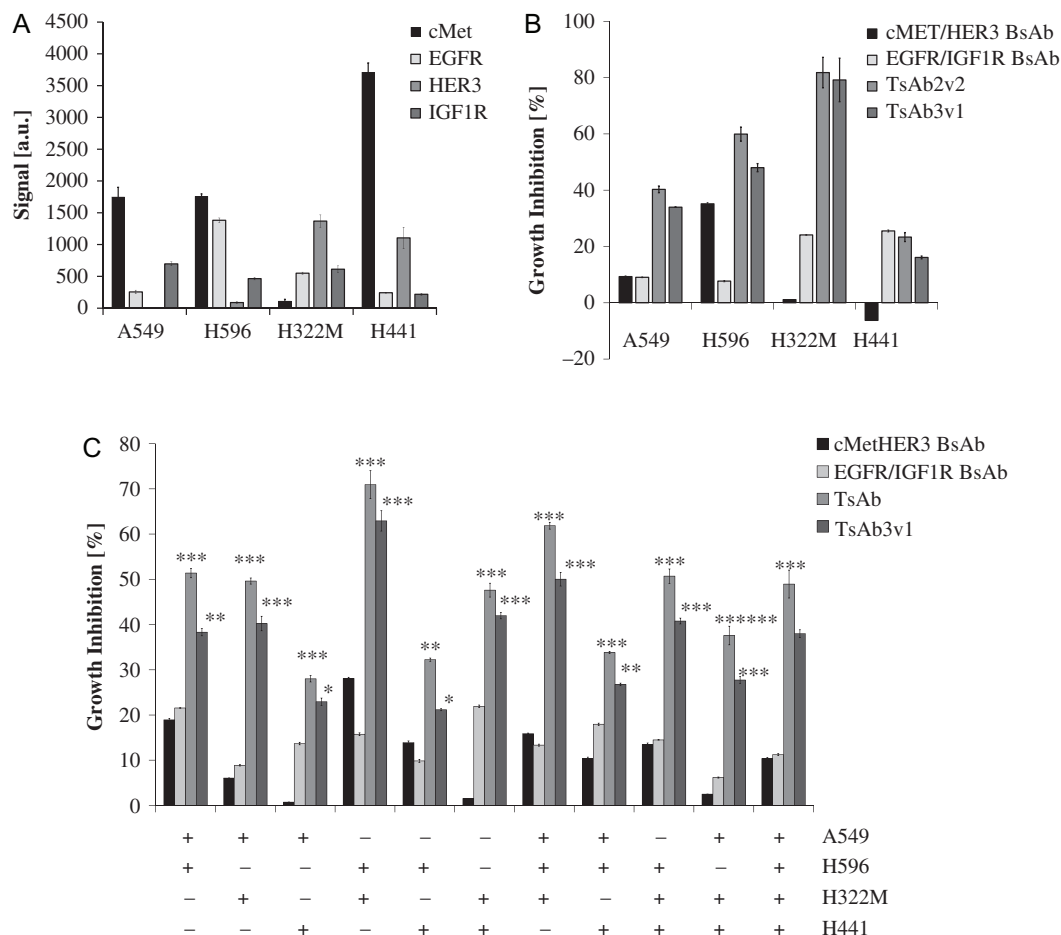 A
Signal [a.u.]
4500
4000
3500
3000
2500
2000
1500
1000
500
0
cMet
EGFR
HER3
IGF1R
A549 H596 H322M H441
B
Growth Inhibition [%]
100
80
60
40
20
0
–20
cMET/HER3 BsAb
EGFR/IGF1R BsAb
TsAb2v2
TsAb3v1
A549 H596 H322M H441
C
Growth Inhibition [%]
80
70
60
50
40
30
20
10
0
cMetHER3 BsAb
EGFR/IGF1R BsAb
TsAb
TsAb3v1
*** ** *** *** *** * *** *** ** * *** *** *** *** *** ** *** *** ****** *** ***
+ + + – – – + + – + + A549
+ – – + + – + + + – + H596
– + – + – + + – + + + H322M
– – + – + + – + + + + H441